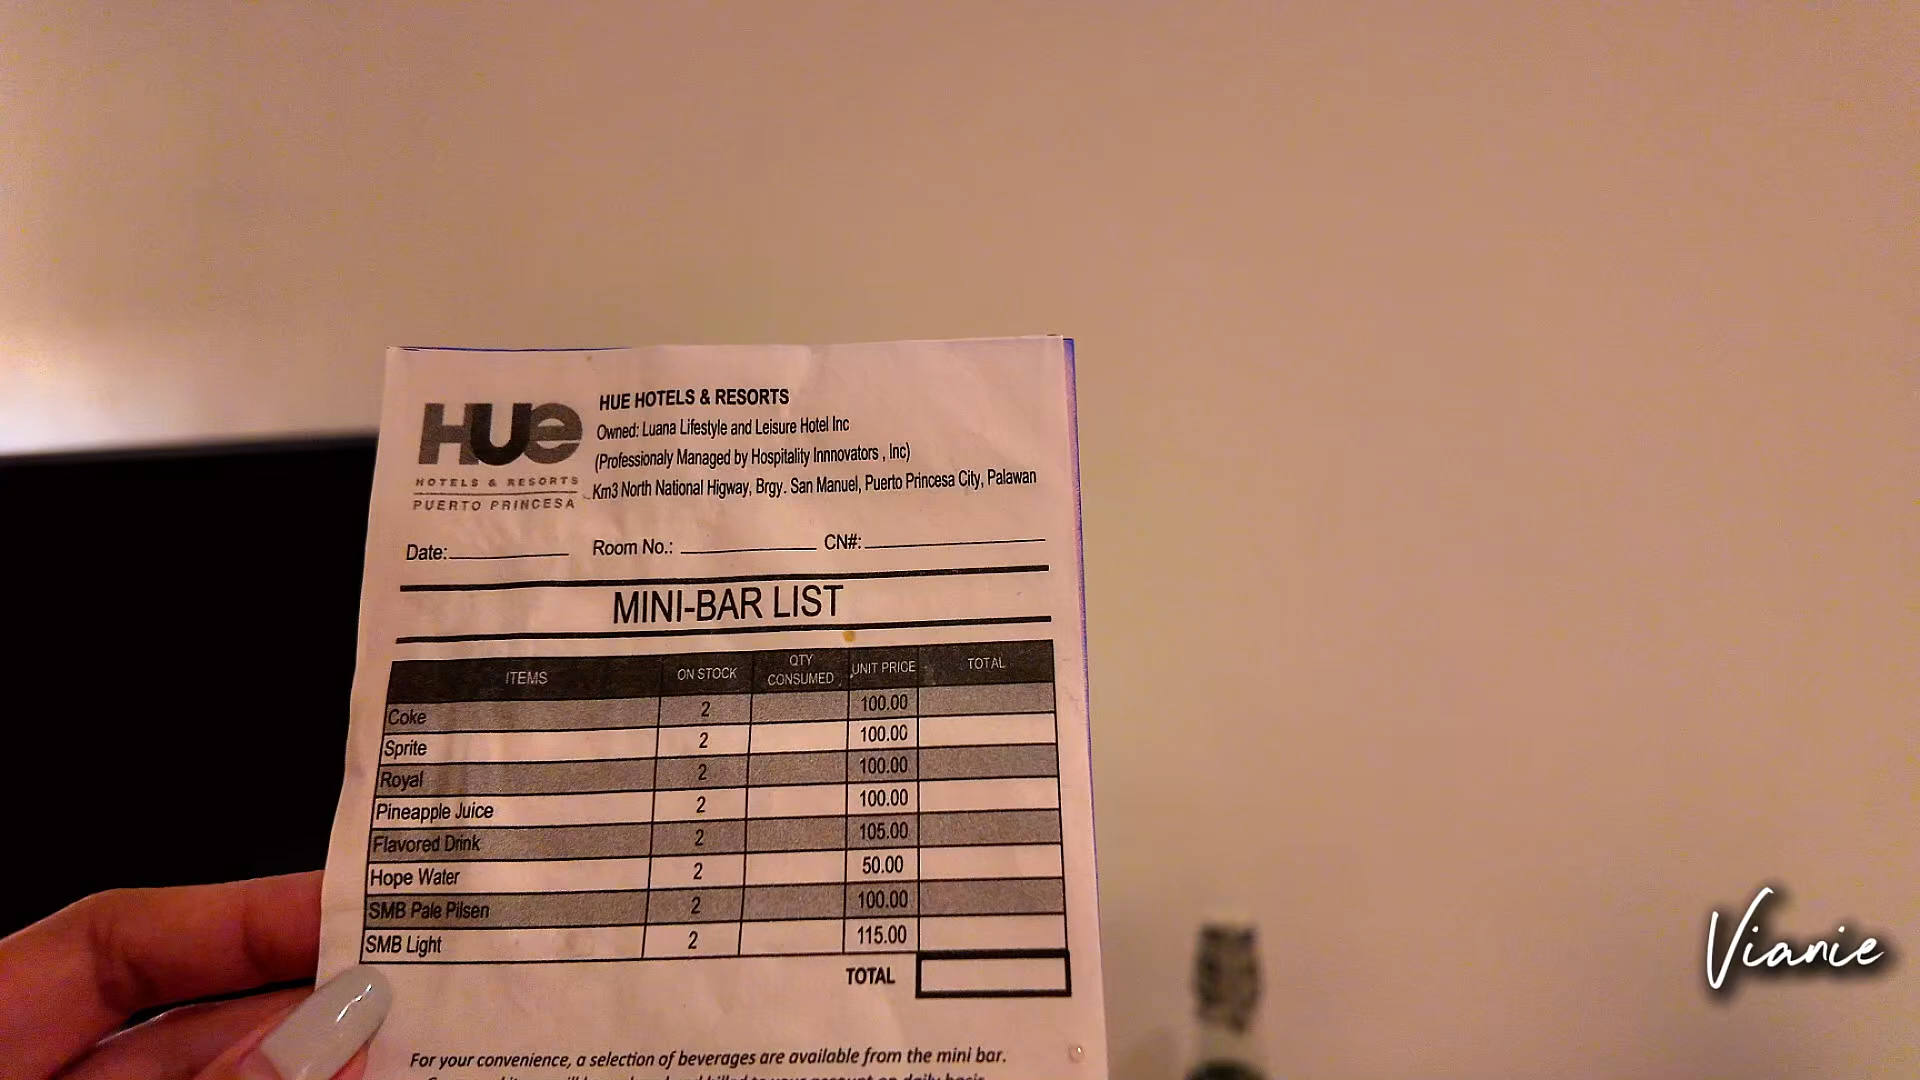 HUE
HOTELS & RESORTS
PUERTO PRINCESA
HUE HOTELS & RESORTS
Owned: Luana Lifestyle and Leisure Hotel Inc
(Professionaly Managed by Hospitality Innnovators , Inc)
Km3 North National Higway, Brgy. San Manuel, Puerto Princesa City, Palawan
Date: Room No.: CN#:
MINI-BAR LIST
ITEMS ON STOCK QTY CONSUMED UNIT PRICE TOTAL
Coke 2 100.00
Sprite 2 100.00
Royal 2 100.00
Pineapple Juice 2 100.00
Flavored Drink 2 105.00
Hope Water 2 50.00
SMB Pale Pilsen 2 100.00
SMB Light 2 115.00
TOTAL
For your convenience, a selection of beverages are available from the mini bar.
Vianie